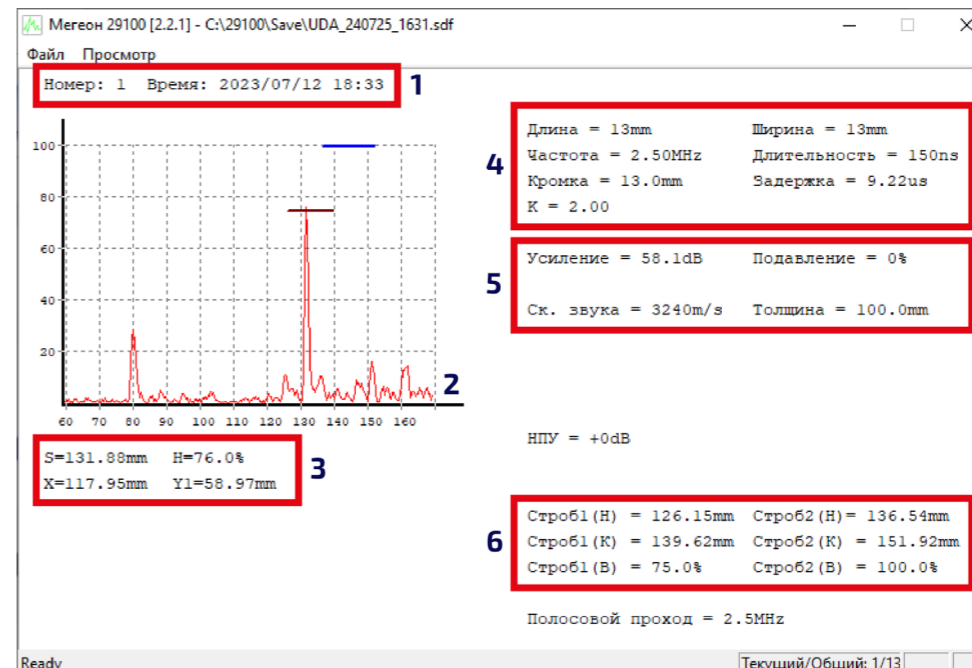 Мегеон 29100 [2.2.1] - C:\29100\Save\UDA_240725_1631.sdf
Файл Просмотр
Номер: 1 Время: 2023/07/12 18:33
1
100
80
60
40
20
2
60 70 80 90 100 110 120 130 140 150 160
S=131.88mm H=76.0%
X=117.95mm Y1=58.97mm
3
4
Длина = 13mm Ширина = 13mm
Частота = 2.50MHz Длительность = 150ns
Кромка = 13.0mm Задержка = 9.22us
K = 2.00
5
Усиление = 58.1dB Подавление = 0%
Ск. звука = 3240m/s Толщина = 100.0mm
НПУ = +0dB
6
Строб1(Н) = 126.15mm Строб2(Н)= 136.54mm
Строб1(К) = 139.62mm Строб2(К) = 151.92mm
Строб1(В) = 75.0% Строб2(В) = 100.0%
Полосовой проход = 2.5MHz
Ready
Текущий/Общий: 1/13